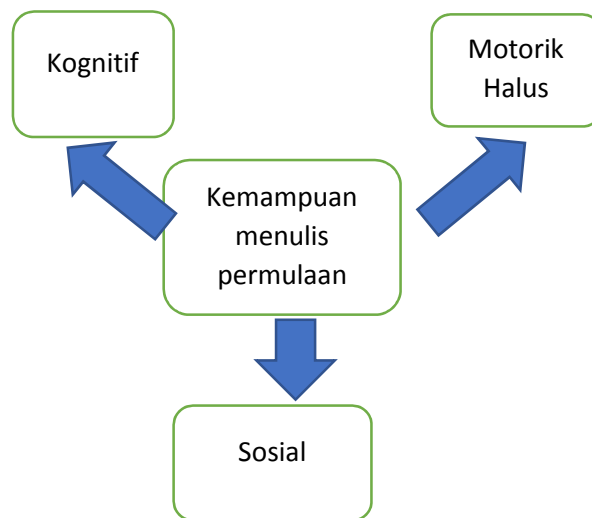 Kognitif
Motorik
Halus
Kemampuan
menulis
permulaan
Sosial